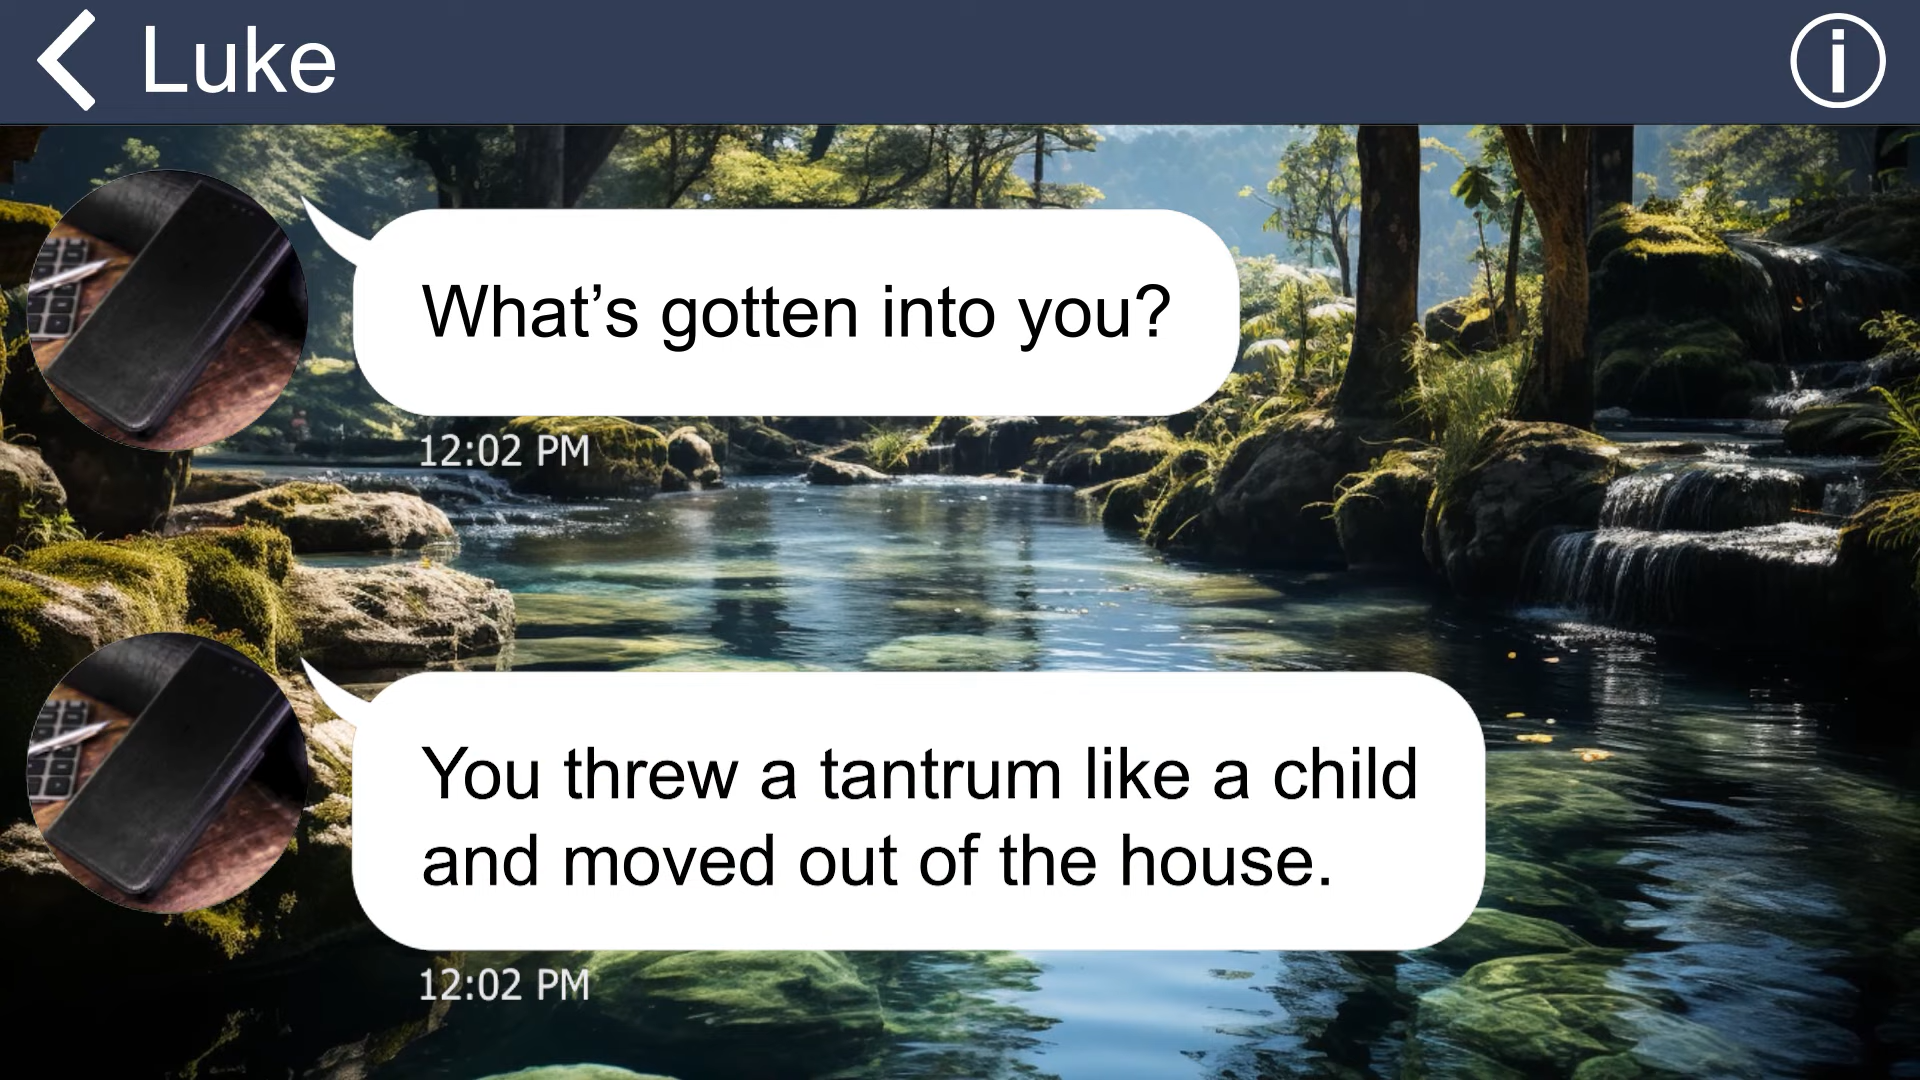 Luke
What’s gotten into you?
12:02 PM
You threw a tantrum like a child
and moved out of the house.
12:02 PM